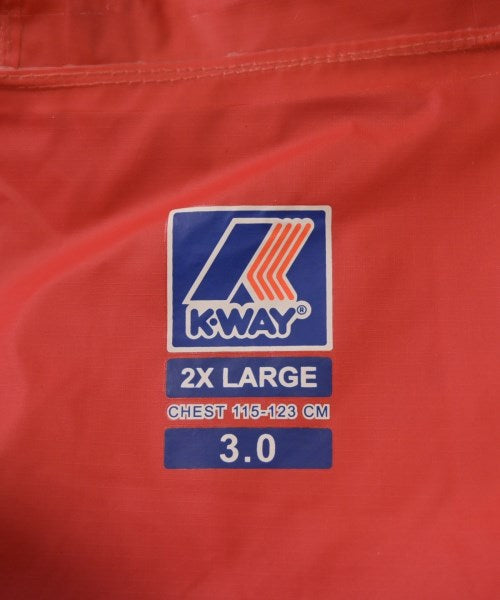 K-WAY®
2X LARGE
CHEST 115-123 CM
3.0